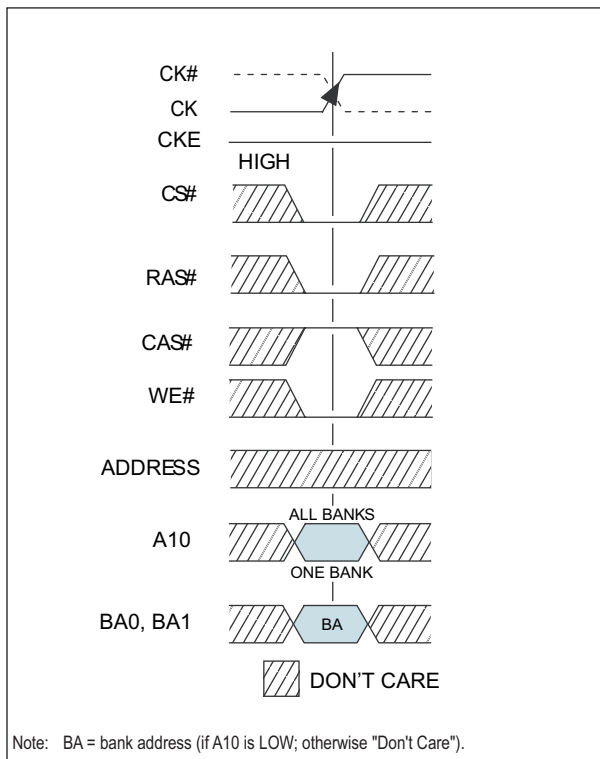 CK#
CK
CKE
HIGH
CS#
RAS#
CAS#
WE#
ADDRESS
ALL BANKS
A10
ONE BANK
BA0, BA1
BA
DON'T CARE
Note: BA = bank address (if A10 is LOW; otherwise "Don't Care").